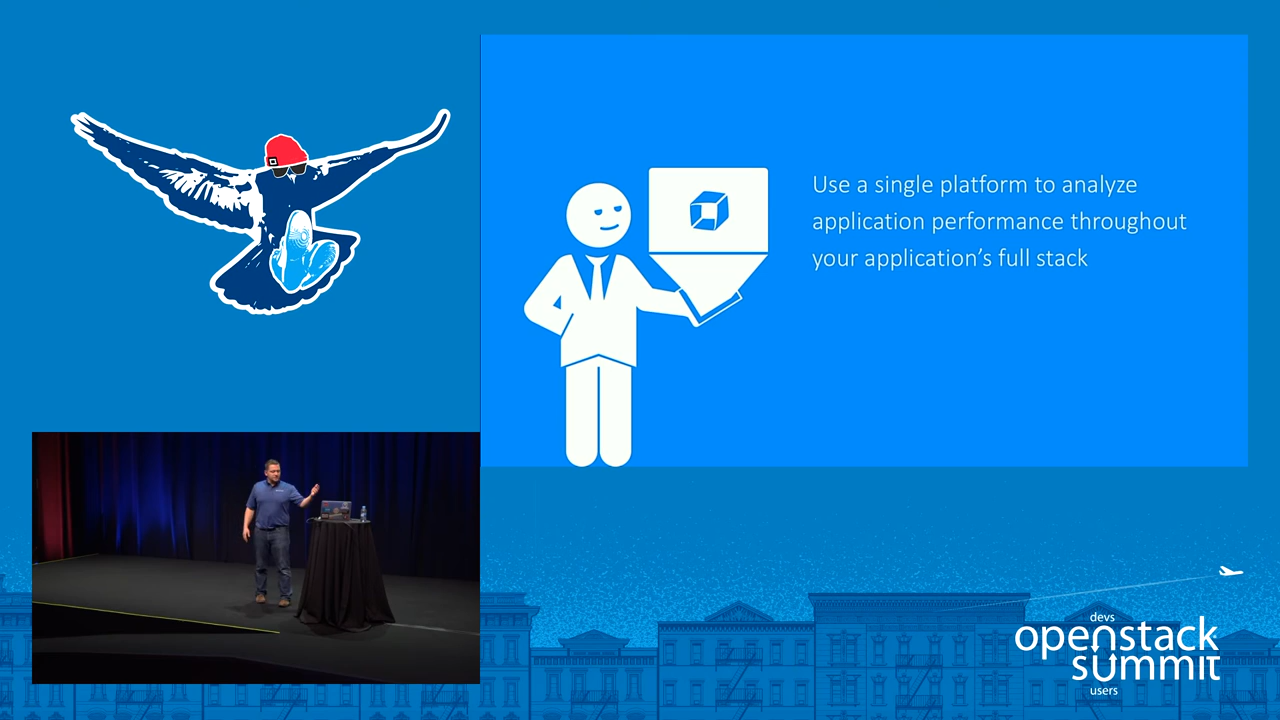 Use a single platform to analyze
application performance throughout
your application's full stack
devs
openstack
summit
users